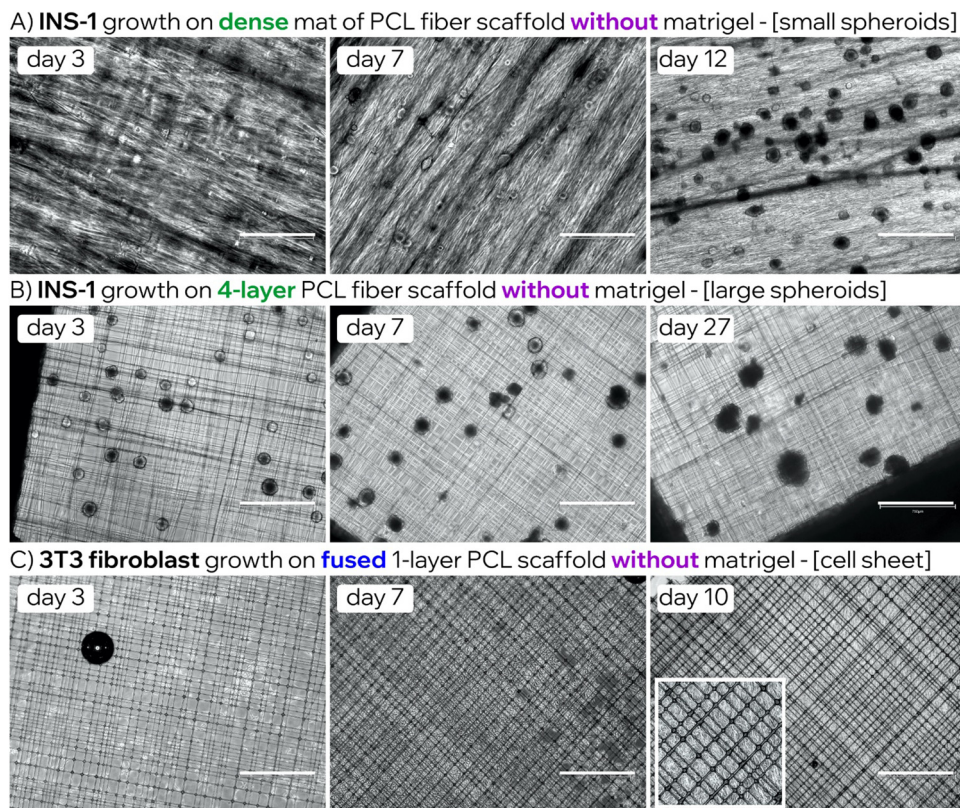 A) INS-1 growth on dense mat of PCL fiber scaffold without matrigel - [small spheroids]
day 3
day 7
day 12
B) INS-1 growth on 4-layer PCL fiber scaffold without matrigel - [large spheroids]
day 3
day 7
day 27
C) 3T3 fibroblast growth on fused 1-layer PCL scaffold without matrigel - [cell sheet]
day 3
day 7
day 10